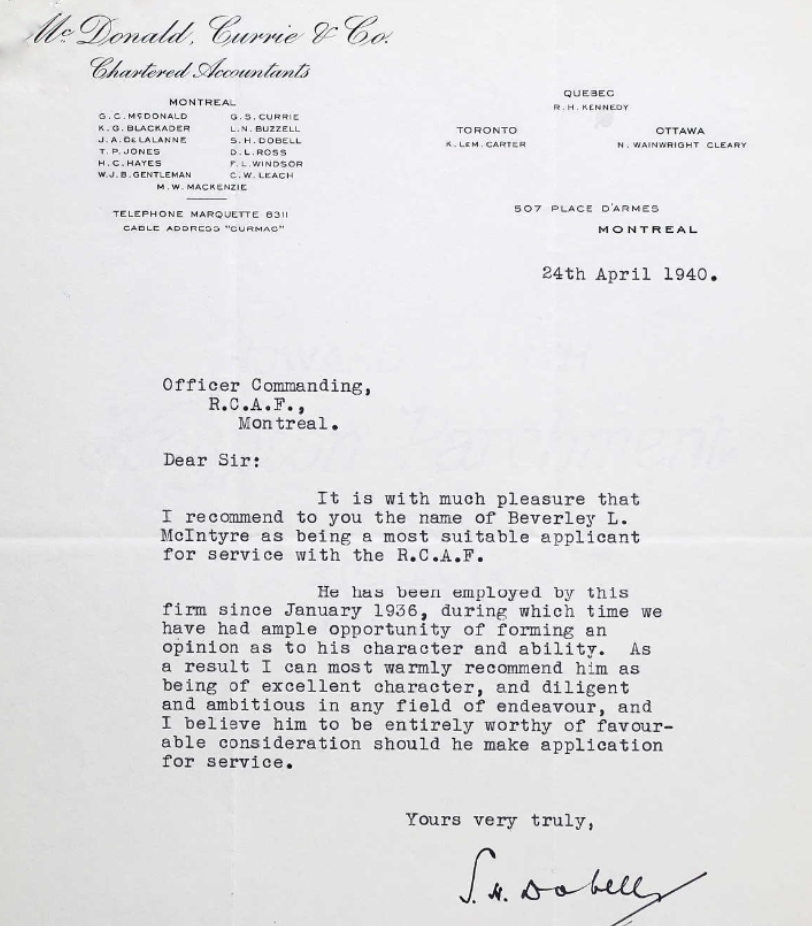 Mc Donald, Currie & Co.
Chartered Accountants
MONTREAL
G.C. McDONALD G.S. CURRIE
K.G. BLACKADER L.N. BUZZELL
J.A. DeLALANNE S.H. DOBELL
T.P. JONES D.L. ROSS
H.C. HAYES F.L. WINDSOR
W.J.B. GENTLEMAN C.W. LEACH
M.W. MACKENZIE
TELEPHONE MARQUETTE 8311
CABLE ADDRESS "CURMAC"
QUEBEC
R.H. KENNEDY
TORONTO OTTAWA
K. LeM. CARTER N. WAINWRIGHT CLEARY
507 PLACE D'ARMES
MONTREAL
24th April 1940.
Officer Commanding,
R.C.A.F.,
Montreal.
Dear Sir:
It is with much pleasure that
I recommend to you the name of Beverley L.
McIntyre as being a most suitable applicant
for service with the R.C.A.F.
He has been employed by this
firm since January 1936, during which time we
have had ample opportunity of forming an
opinion as to his character and ability. As
a result I can most warmly recommend him as
being of excellent character, and diligent
and ambitious in any field of endeavour, and
I believe him to be entirely worthy of favour-
able consideration should he make application
for service.
Yours very truly,
S. H. Dobell